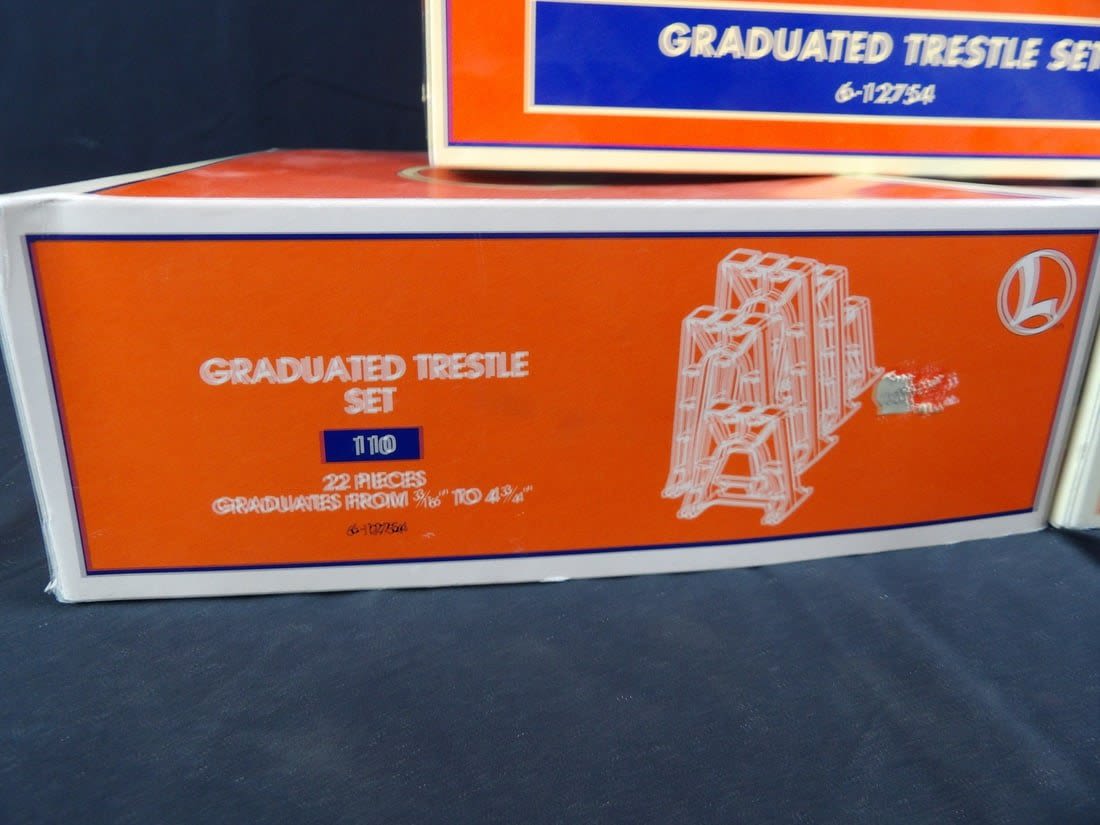 GRADUATED TRESTLE SET
6-12754
GRADUATED TRESTLE
SET
110
22 PIECES
GRADUATES FROM 3/16" TO 4 3/4"
6-12754
L